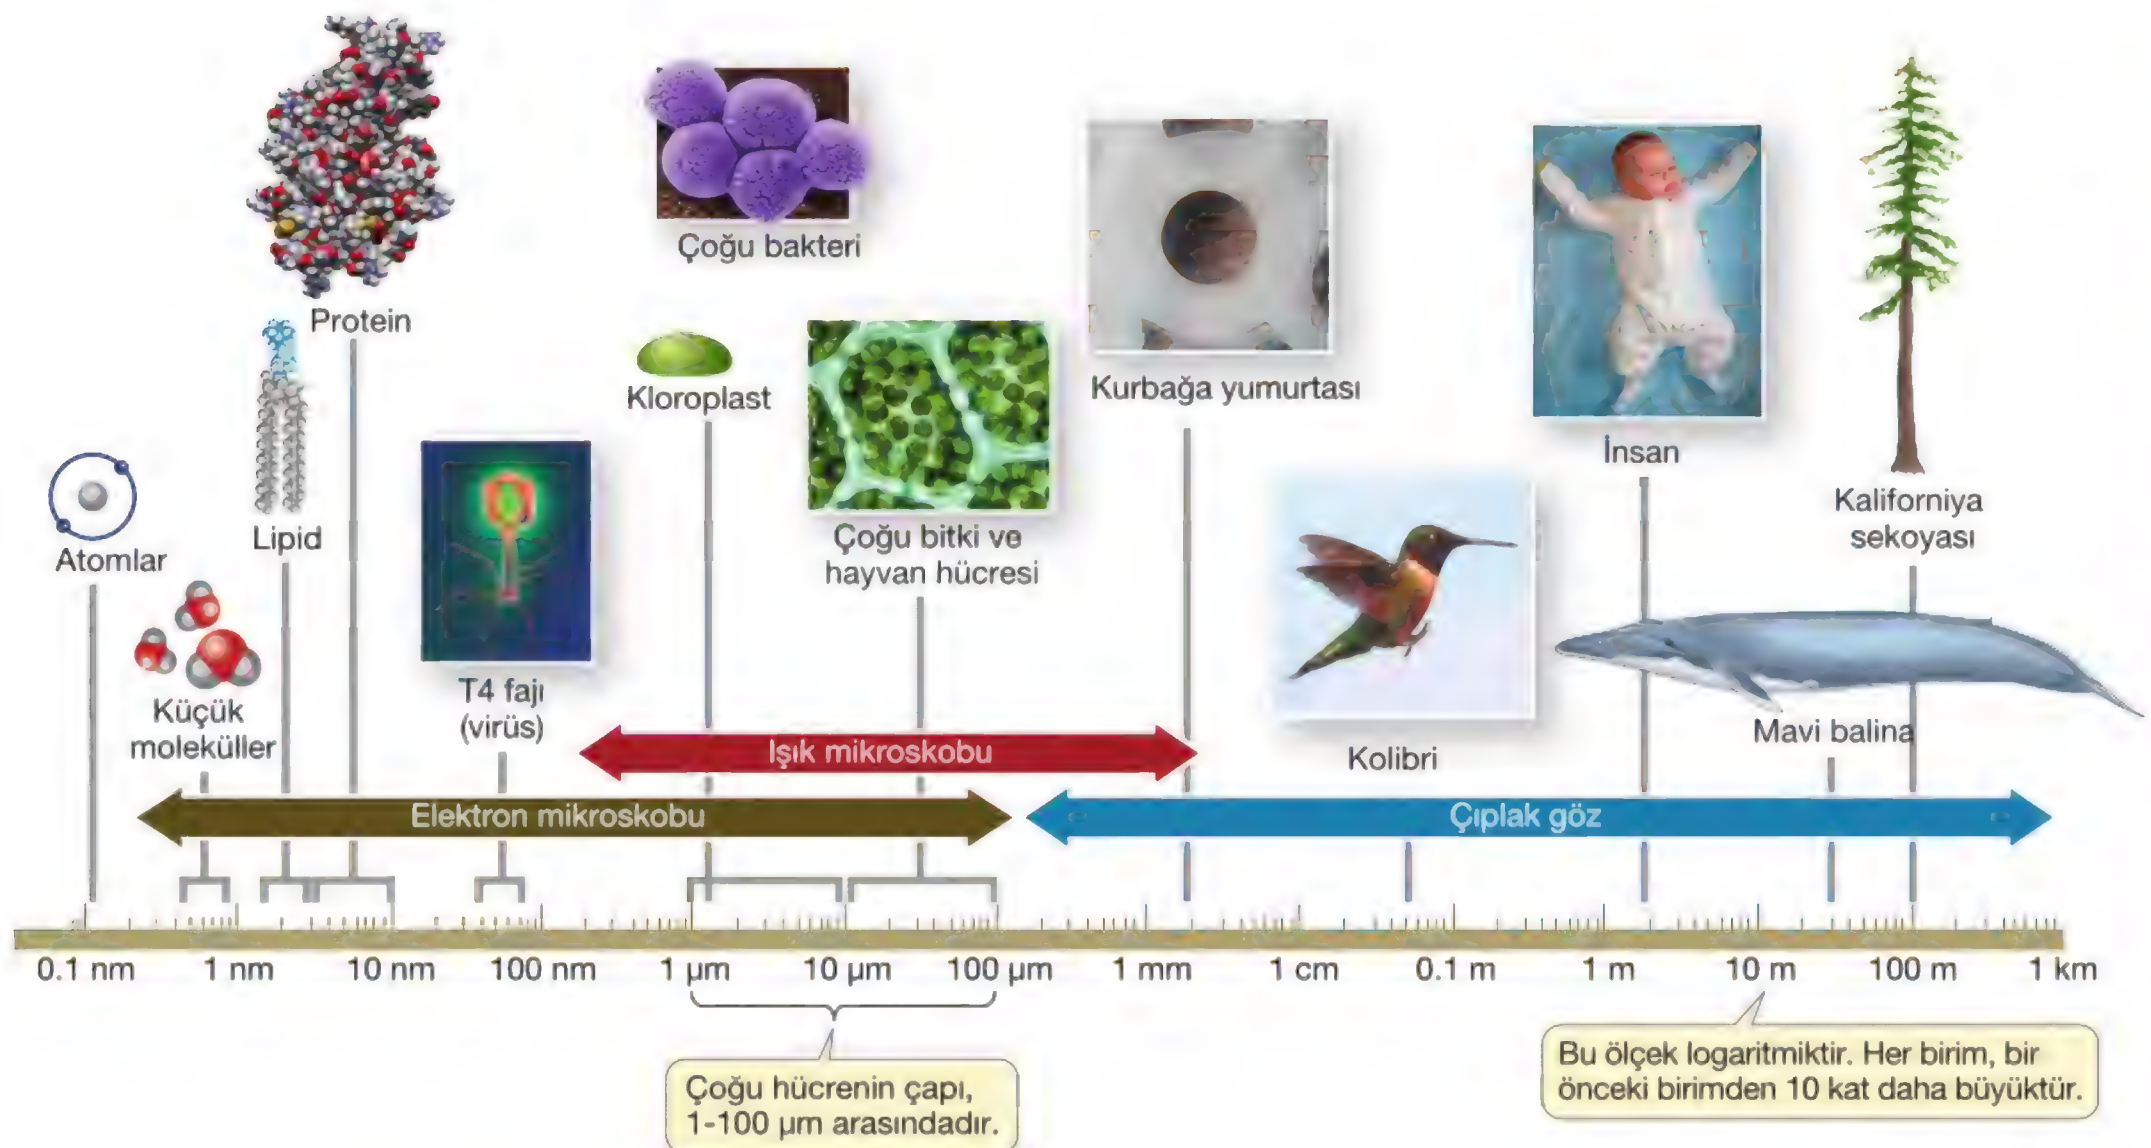 Protein
Çoğu bakteri
Kloroplast
Kurbağa yumurtası
İnsan
Kaliforniya
sekoyası
Atomlar
Lipid
Çoğu bitki ve
hayvan hücresi
Küçük
moleküller
T4 fajı
(virüs)
Kolibri
Mavi balina
Işık mikroskobu
Elektron mikroskobu
Çıplak göz
0.1 nm 1 nm 10 nm 100 nm 1 µm 10 µm 100 µm 1 mm 1 cm 0.1 m 1 m 10 m 100 m 1 km
Çoğu hücrenin çapı,
1-100 µm arasındadır.
Bu ölçek logaritmiktir. Her birim, bir
önceki birimden 10 kat daha büyüktür.